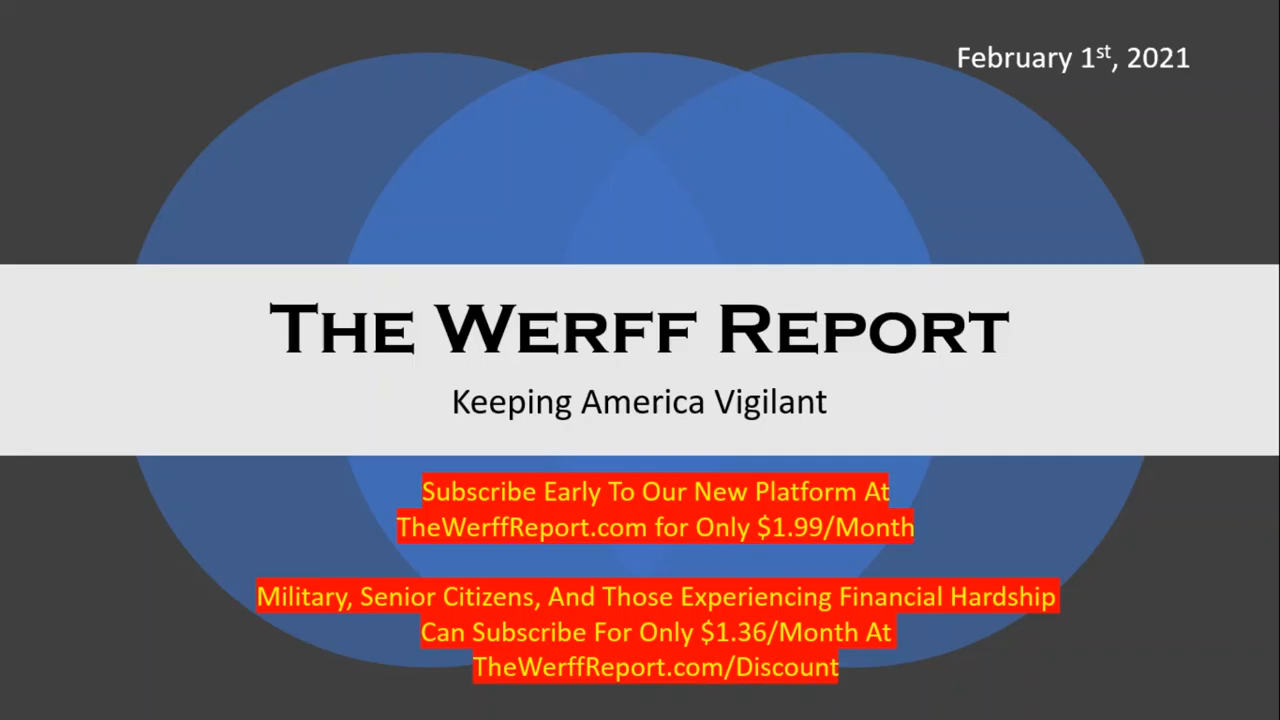 February 1st, 2021
The Werff Report
Keeping America Vigilant
Subscribe Early To Our New Platform At
TheWerffReport.com for Only $1.99/Month
Military, Senior Citizens, And Those Experiencing Financial Hardship
Can Subscribe For Only $1.36/Month At
TheWerffReport.com/Discount